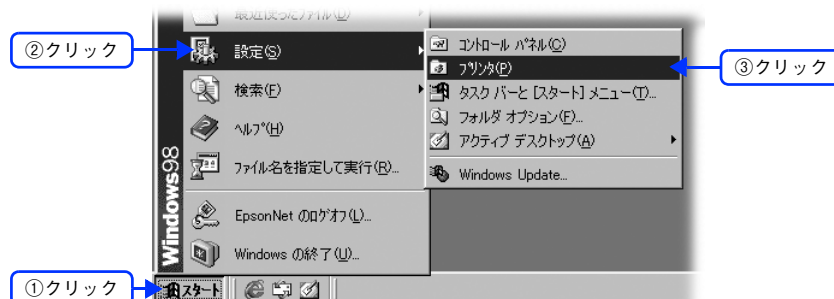 最近使ったファイル(D)
②クリック
設定(S)
検索(F)
ヘルプ(H)
ファイル名を指定して実行(R)...
EpsonNet のログオフ(L)...
Windows の終了(U)...
Windows98
コントロール パネル(C)
プリンタ(P)
タスク バーと [スタート] メニュー(T)...
フォルダ オプション(F)...
アクティブ デスクトップ(A)
Windows Update...
③クリック
①クリック
スタート